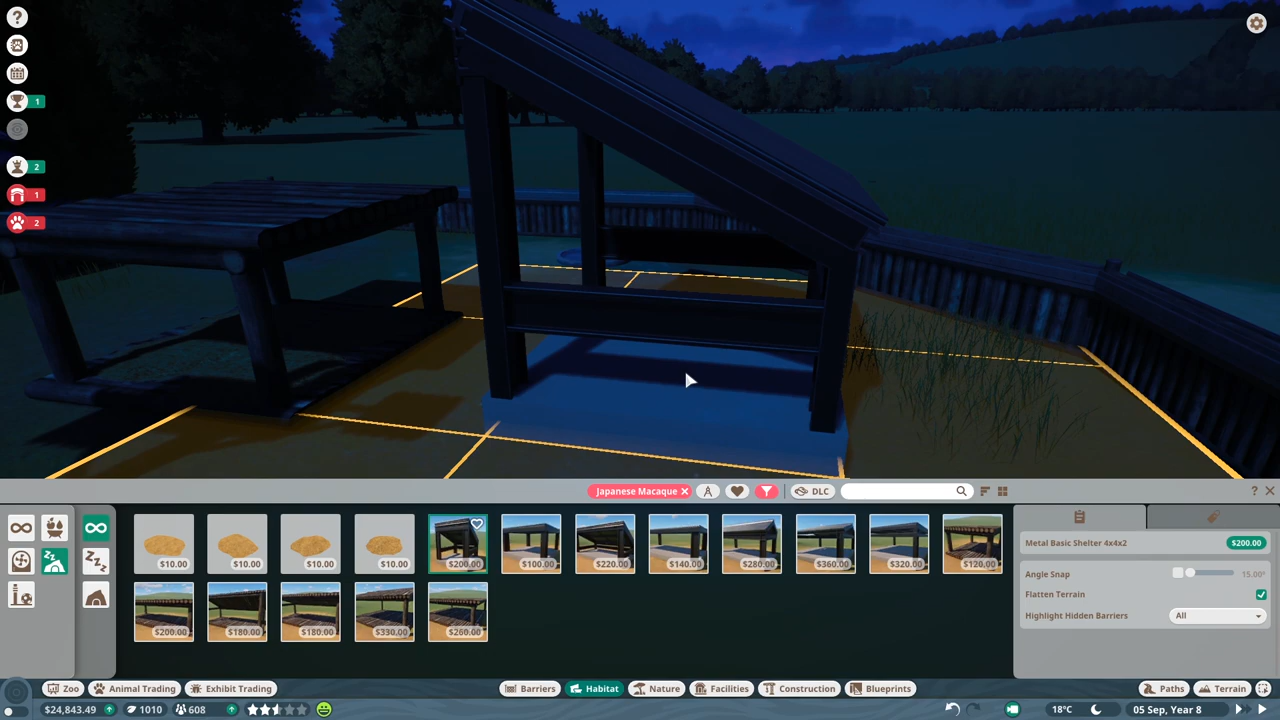 1
2
1
2
Japanese Macaque
DLC
Metal Basic Shelter 4x4x2 $200.00
Angle Snap 15.00°
Flatten Terrain
Highlight Hidden Barriers All
$10.00 $10.00 $10.00 $10.00 $200.00 $100.00 $220.00 $140.00 $280.00 $360.00 $320.00 $120.00
$200.00 $180.00 $180.00 $330.00 $260.00
Zoo Animal Trading Exhibit Trading Barriers Habitat Nature Facilities Construction Blueprints Paths Terrain
$24,843.49 1010 608 18°C 05 Sep, Year 8